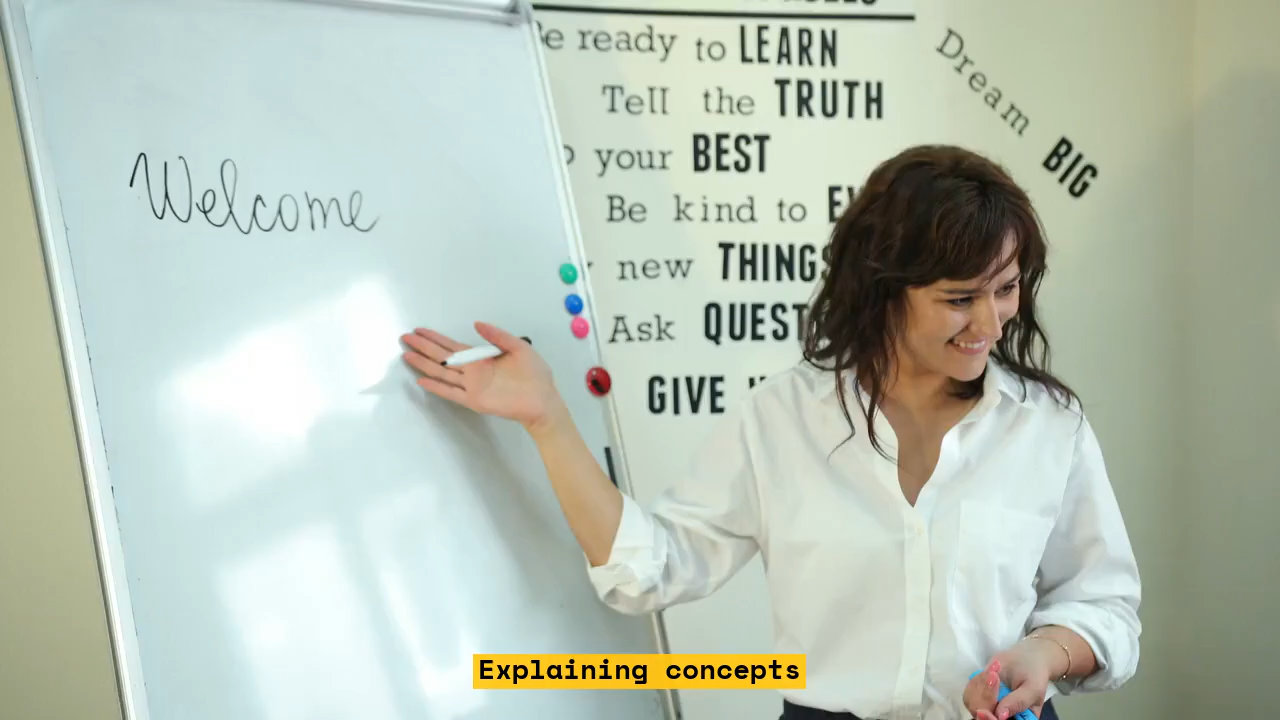 Welcome
Be ready to LEARN
Tell the TRUTH
your BEST
Be kind to
new THINGS
Ask
GIVE
Dream BIG
Explaining concepts